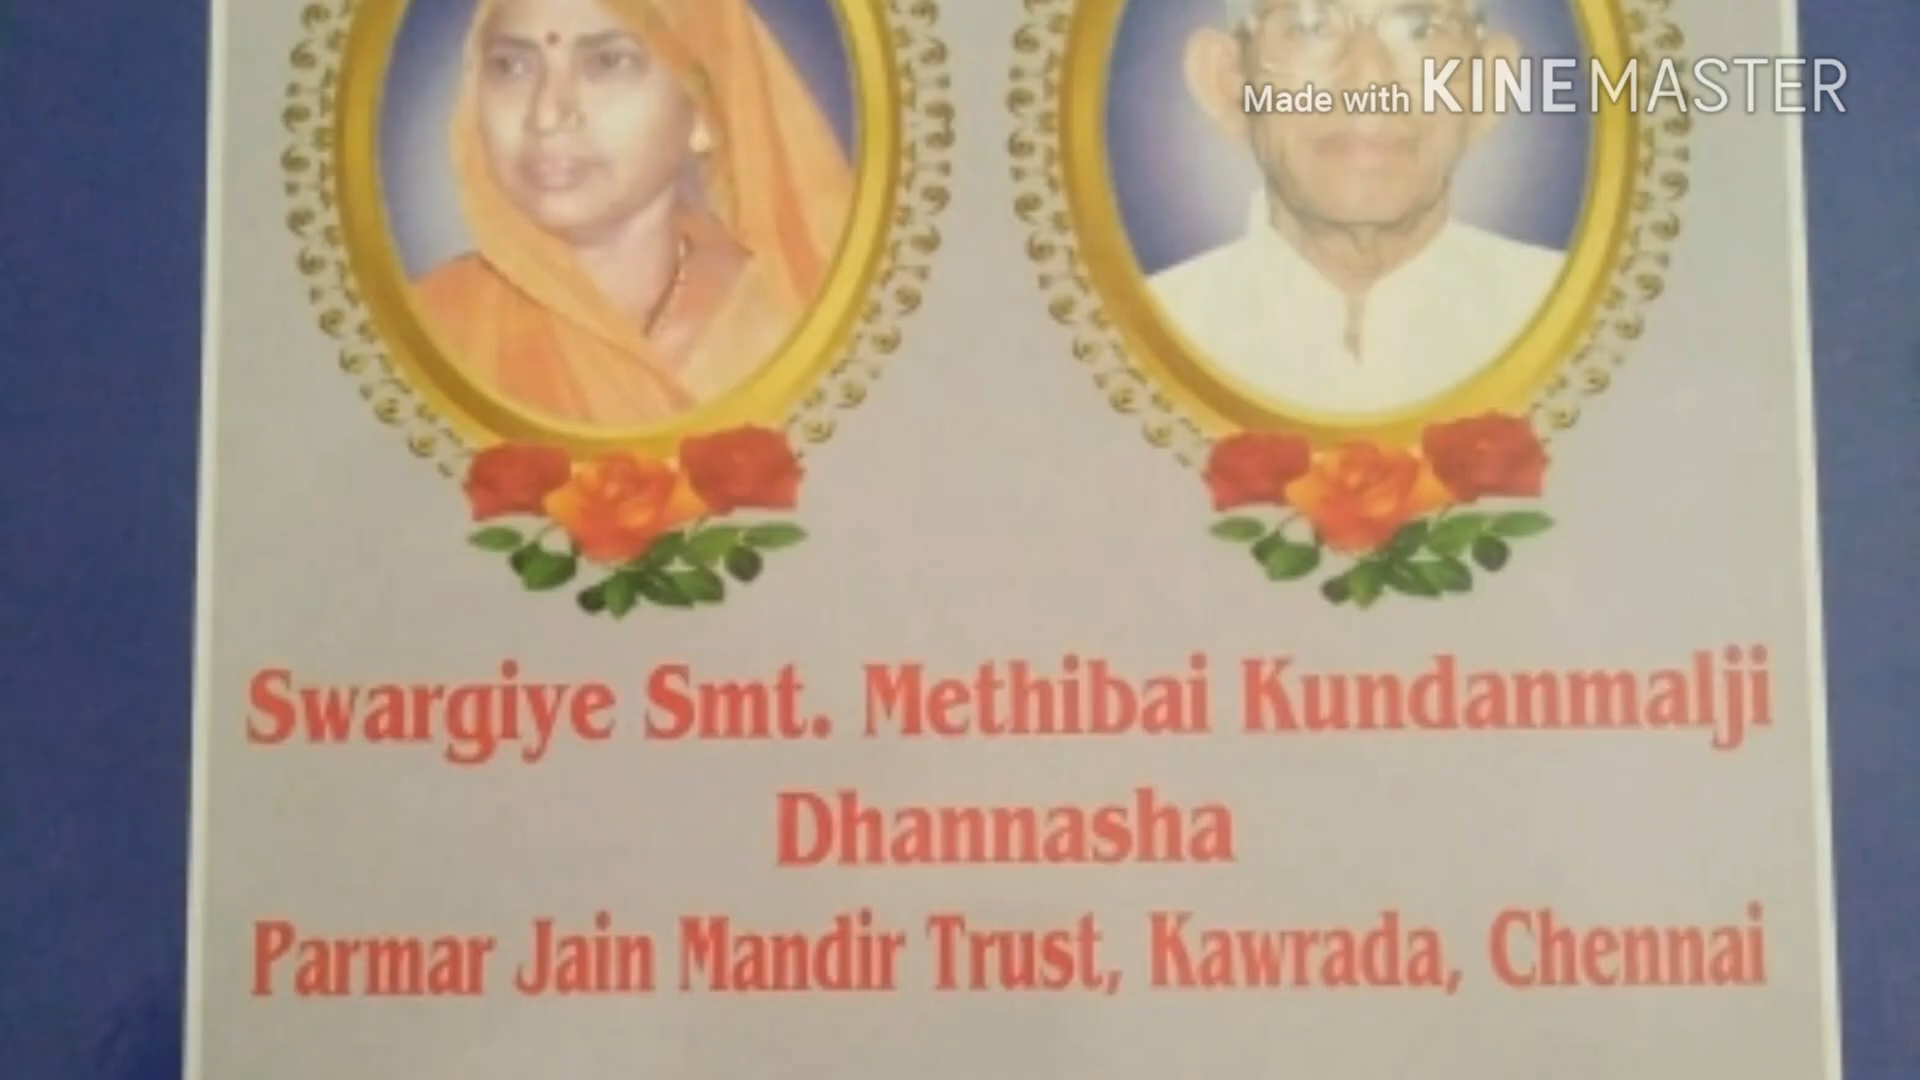 Made with KINEMASTER
Swargiye Smt. Methibai Kundanmalji
Dhannasha
Parmar Jain Mandir Trust, Kawrada, Chennai